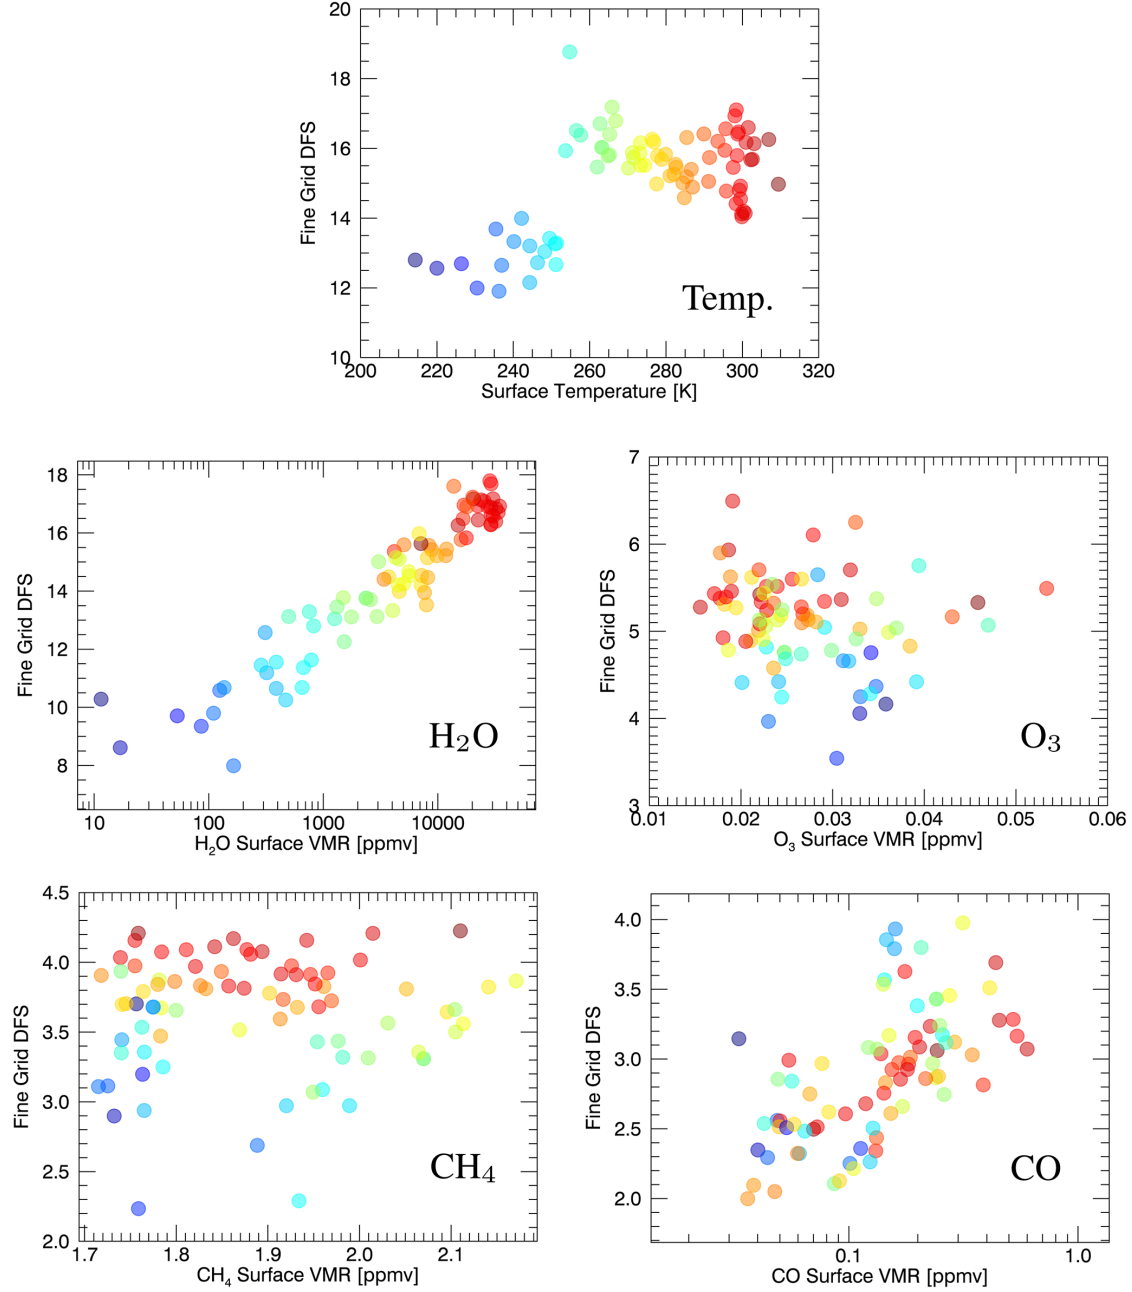 20
18
16
14
12
10
Fine Grid DFS
Temp.
200 220 240 260 280 300 320
Surface Temperature [K]
18
16
14
12
10
8
Fine Grid DFS
H2O
10 100 1000 10000
H2O Surface VMR [ppmv]
7
6
5
4
3
Fine Grid DFS
O3
0.01 0.02 0.03 0.04 0.05 0.06
O3 Surface VMR [ppmv]
4.5
4.0
3.5
3.0
2.5
2.0
Fine Grid DFS
CH4
1.7 1.8 1.9 2.0 2.1
CH4 Surface VMR [ppmv]
4.0
3.5
3.0
2.5
2.0
Fine Grid DFS
CO
0.1 1.0
CO Surface VMR [ppmv]